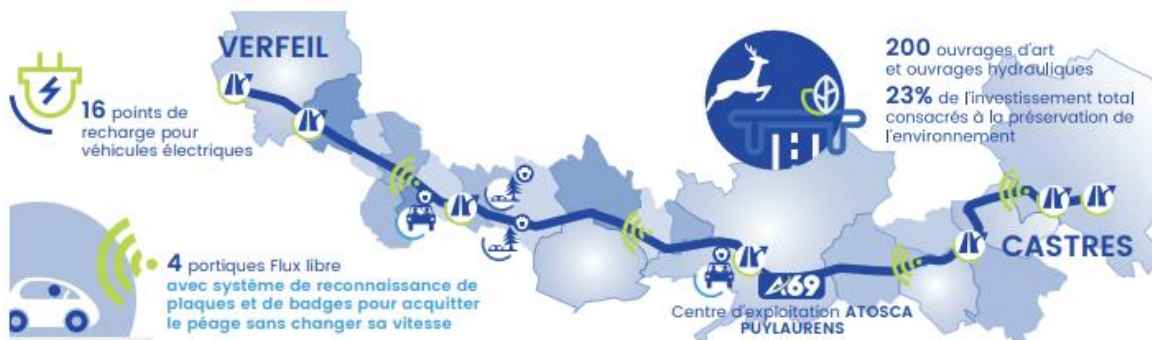 VERFEIL
16 points de
recharge pour
véhicules électriques
4 portiques Flux libre
avec système de reconnaissance de
plaques et de badges pour acquitter
le péage sans changer sa vitesse
200 ouvrages d'art
et ouvrages hydrauliques
23% de l'investissement total
consacrés à la préservation de
l'environnement
CASTRES
A69
Centre d'exploitation ATOSCA
PUYLAURENS